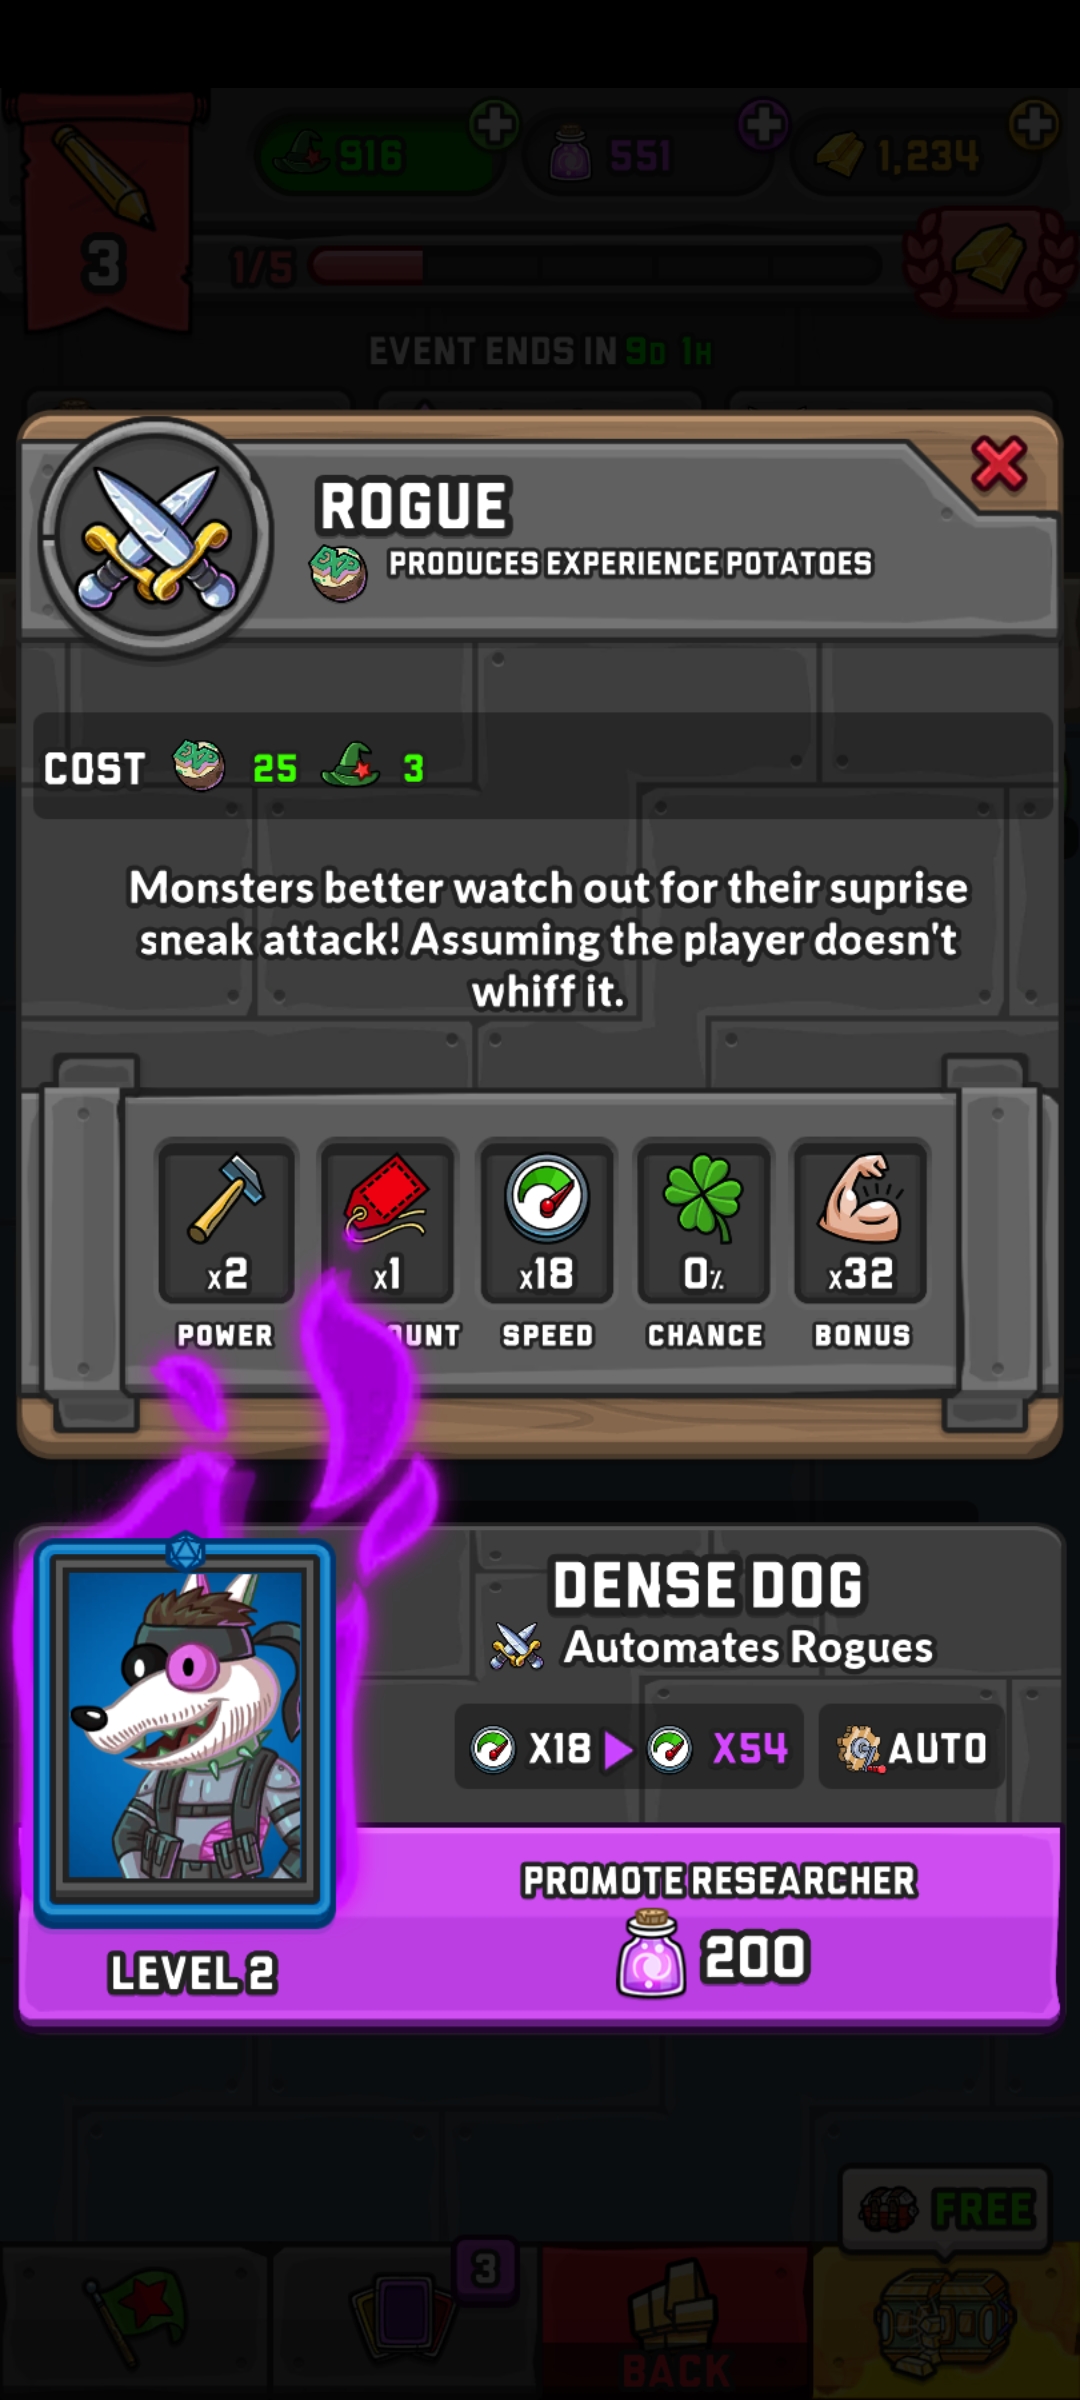 916
551
1,234
3
1/5
EVENT ENDS IN 9D 1H
ROGUE
EXP
PRODUCES EXPERIENCE POTATOES
COST EXP 25 3
Monsters better watch out for their suprise
sneak attack! Assuming the player doesn't
whiff it.
x2
x1
x18
0%
x32
POWER
OUNT
SPEED
CHANCE
BONUS
DENSE DOG
Automates Rogues
X18 X54 AUTO
PROMOTE RESEARCHER
200
LEVEL 2
FREE
3
BACK